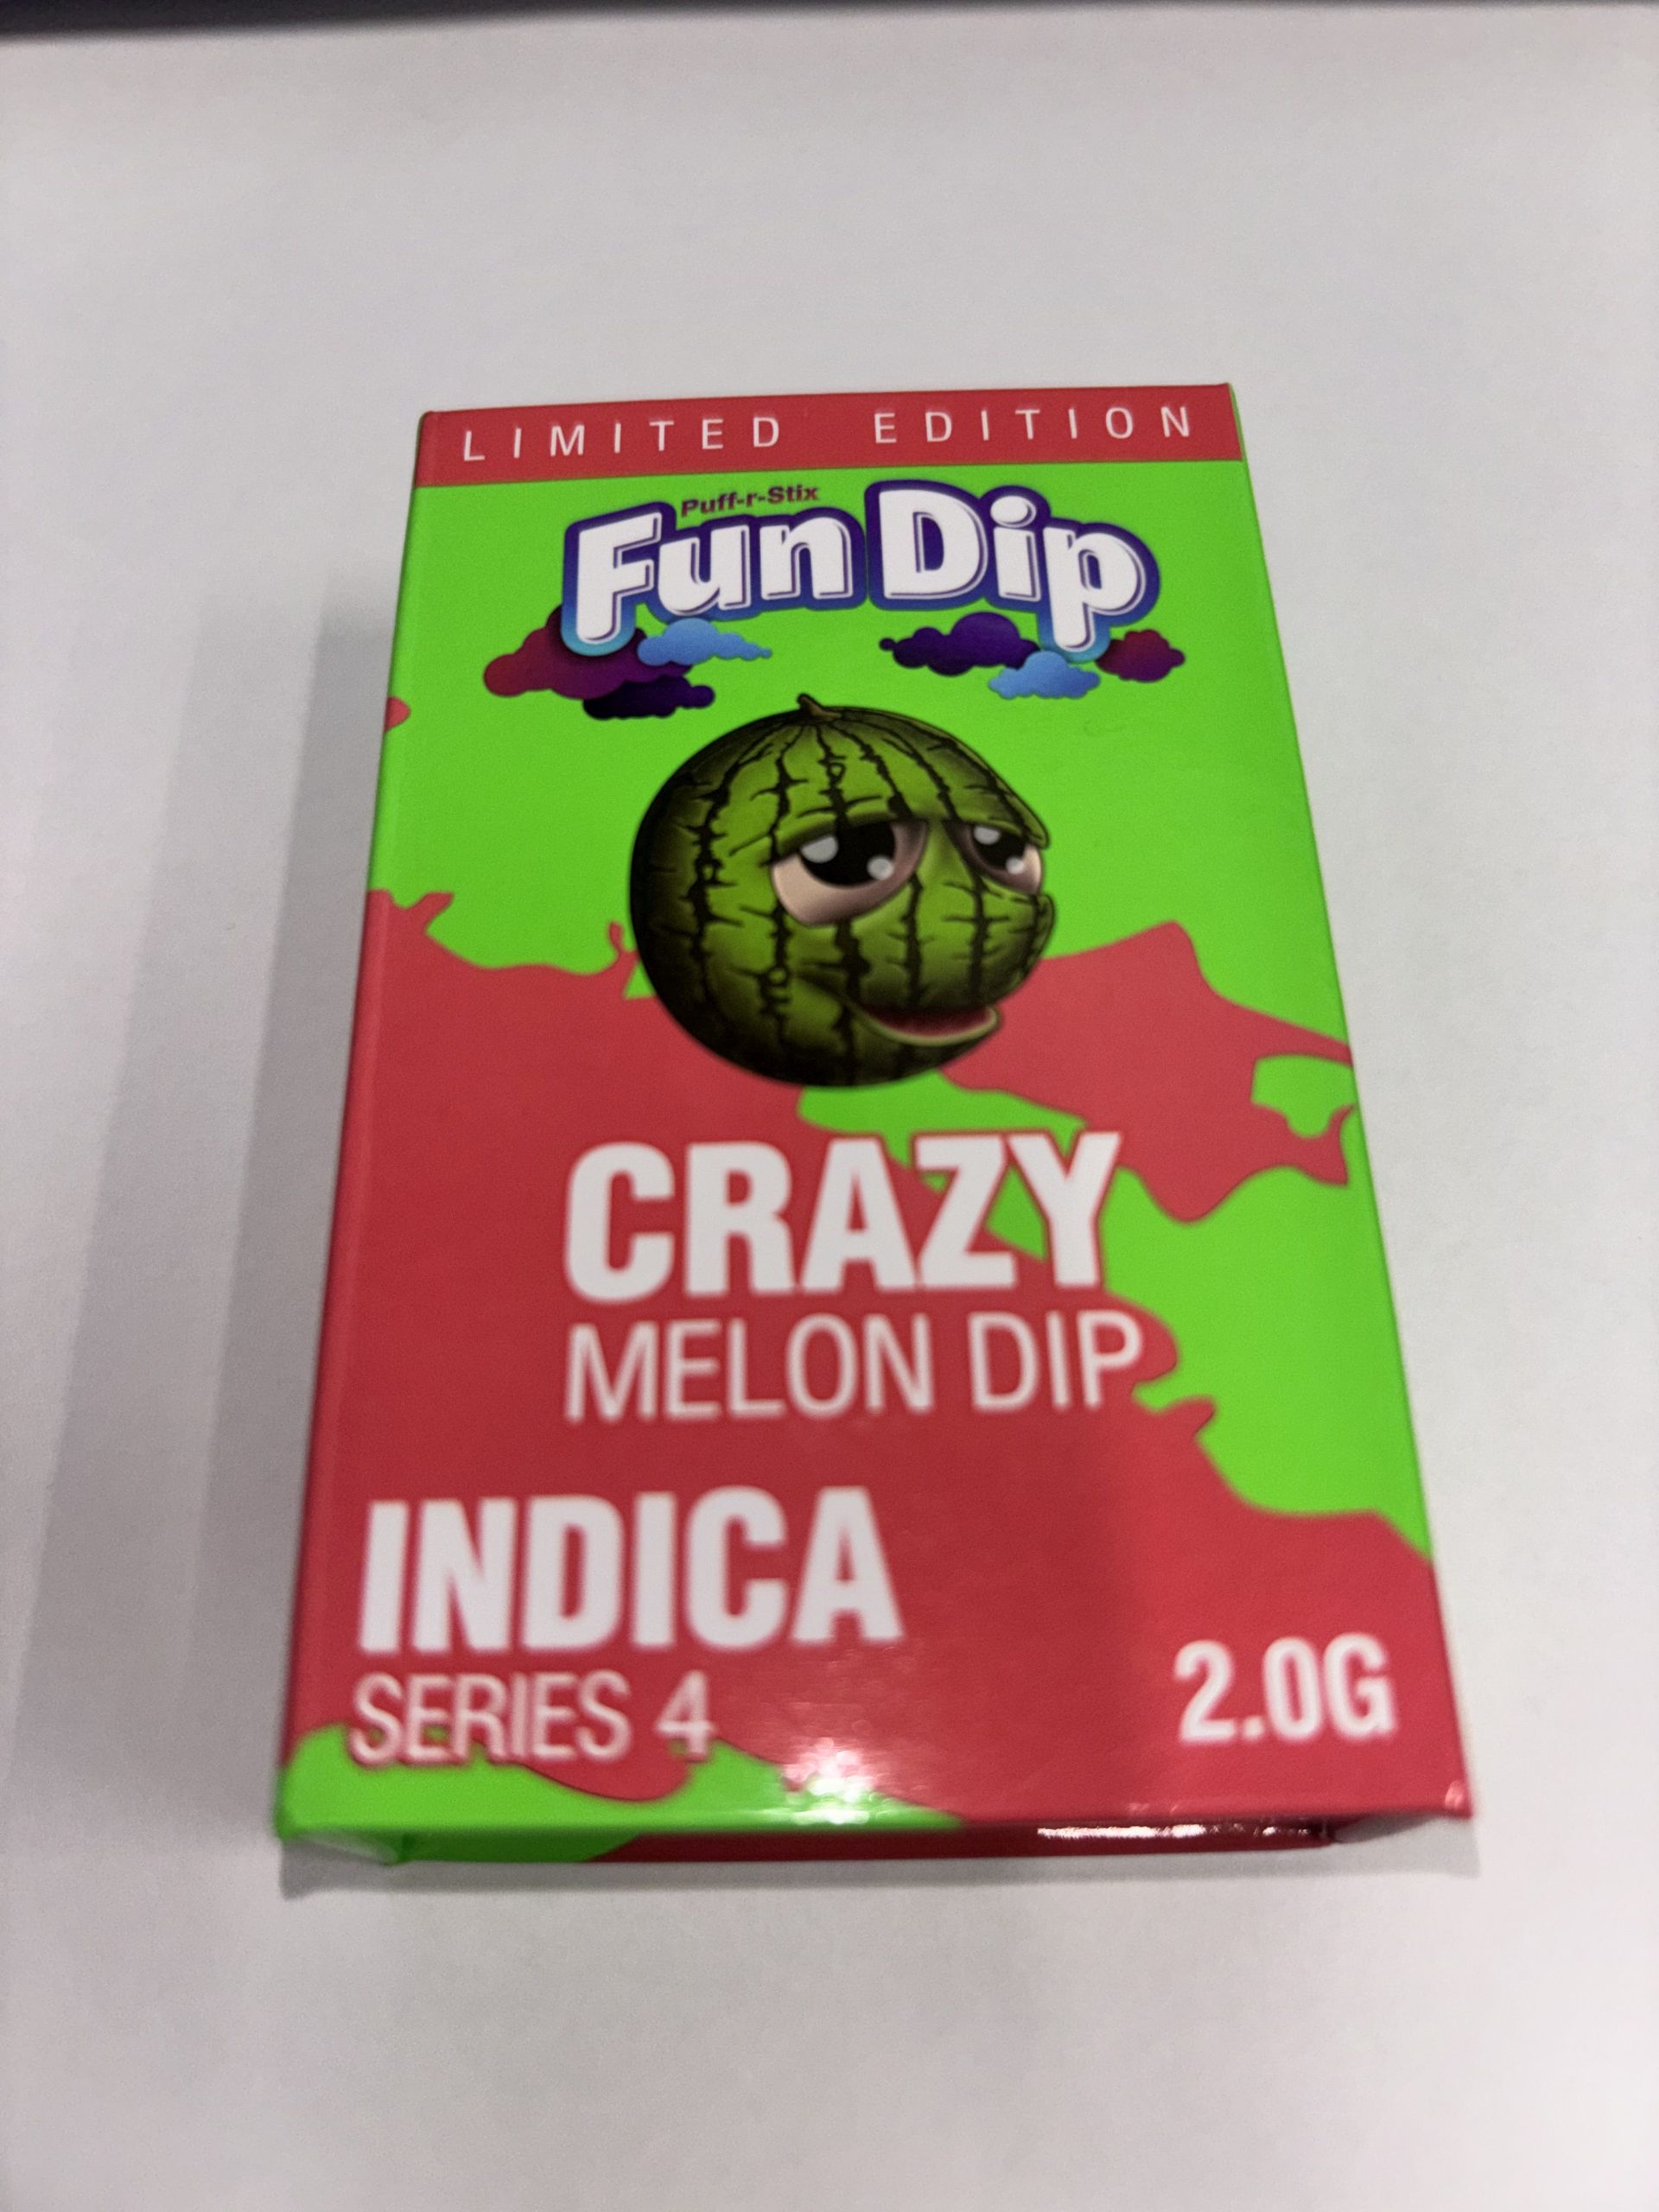 LIMITED EDITION
Puff-r-Stix
Fun Dip
CRAZY
MELON DIP
INDICA
SERIES 4
2.0G